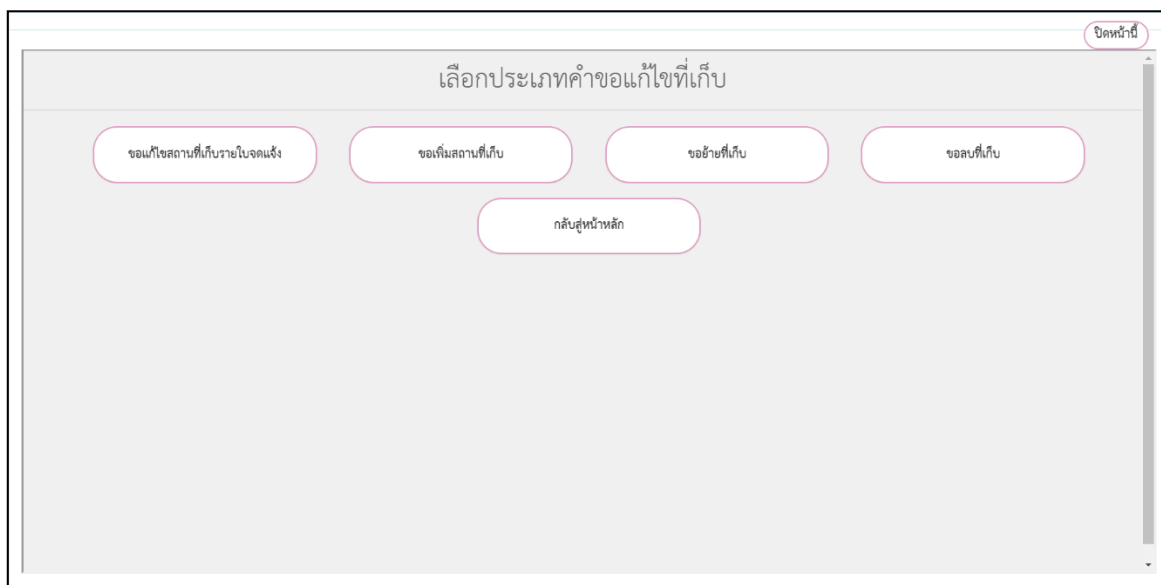 ปิดหน้านี้
เลือกประเภทคำขอแก้ไขที่เก็บ
ขอแก้ไขสถานที่เก็บรายใบจดแจ้ง
ขอเพิ่มสถานที่เก็บ
ขอย้ายที่เก็บ
ขอลบที่เก็บ
กลับสู่หน้าหลัก